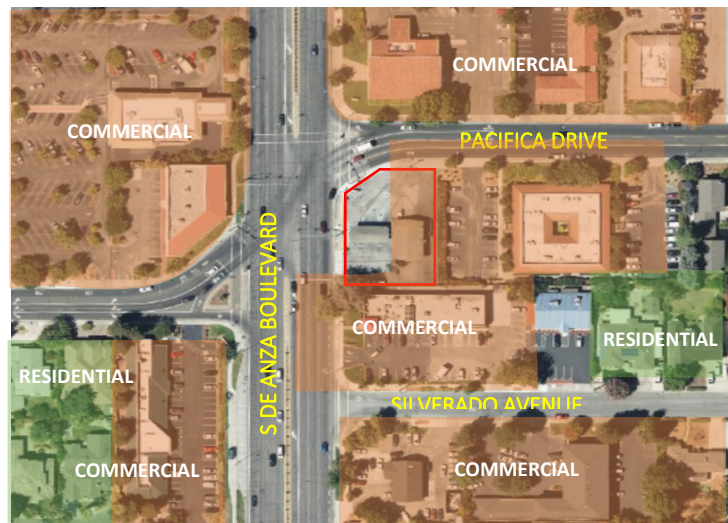 COMMERCIAL
COMMERCIAL
PACIFICA DRIVE
S DE ANZA BOULEVARD
COMMERCIAL
RESIDENTIAL
RESIDENTIAL
SILVERADO AVENUE
COMMERCIAL
COMMERCIAL